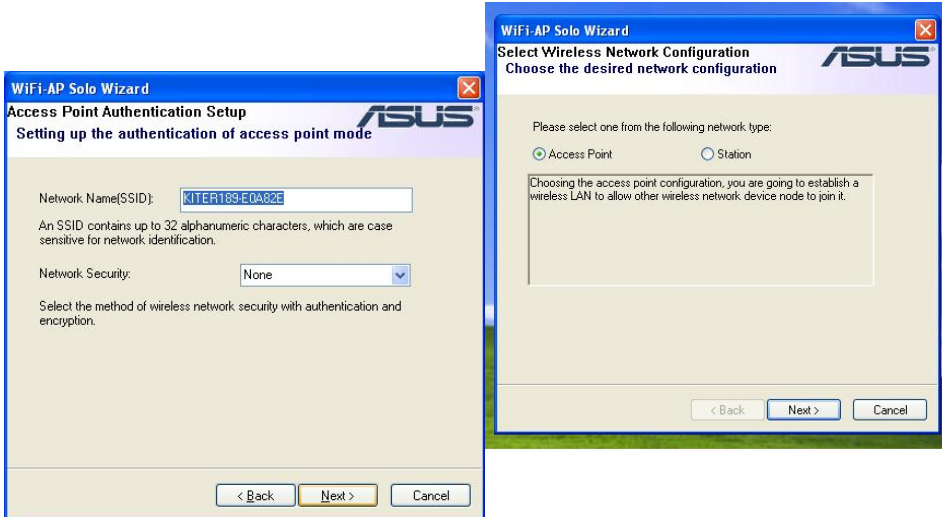 WiFi-AP Solo Wizard
Access Point Authentication Setup
Setting up the authentication of access point mode
ASUS
Network Name(SSID):
KITER189-E0A82E
An SSID contains up to 32 alphanumeric characters, which are case
sensitive for network identification.
Network Security:
None
Select the method of wireless network security with authentication and
encryption.
< Back
Next >
Cancel
WiFi-AP Solo Wizard
Select Wireless Network Configuration
Choose the desired network configuration
ASUS
Please select one from the following network type:
Access Point
Station
Choosing the access point configuration, you are going to establish a
wireless LAN to allow other wireless network device node to join it.
< Back
Next >
Cancel